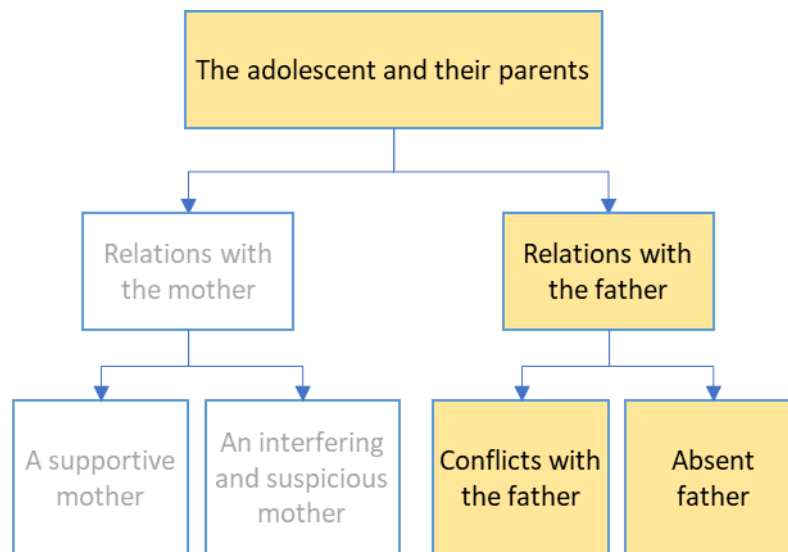 The adolescent and their parents
Relations with
the mother
Relations with
the father
A supportive
mother
An interfering
and suspicious
mother
Conflicts with
the father
Absent
father